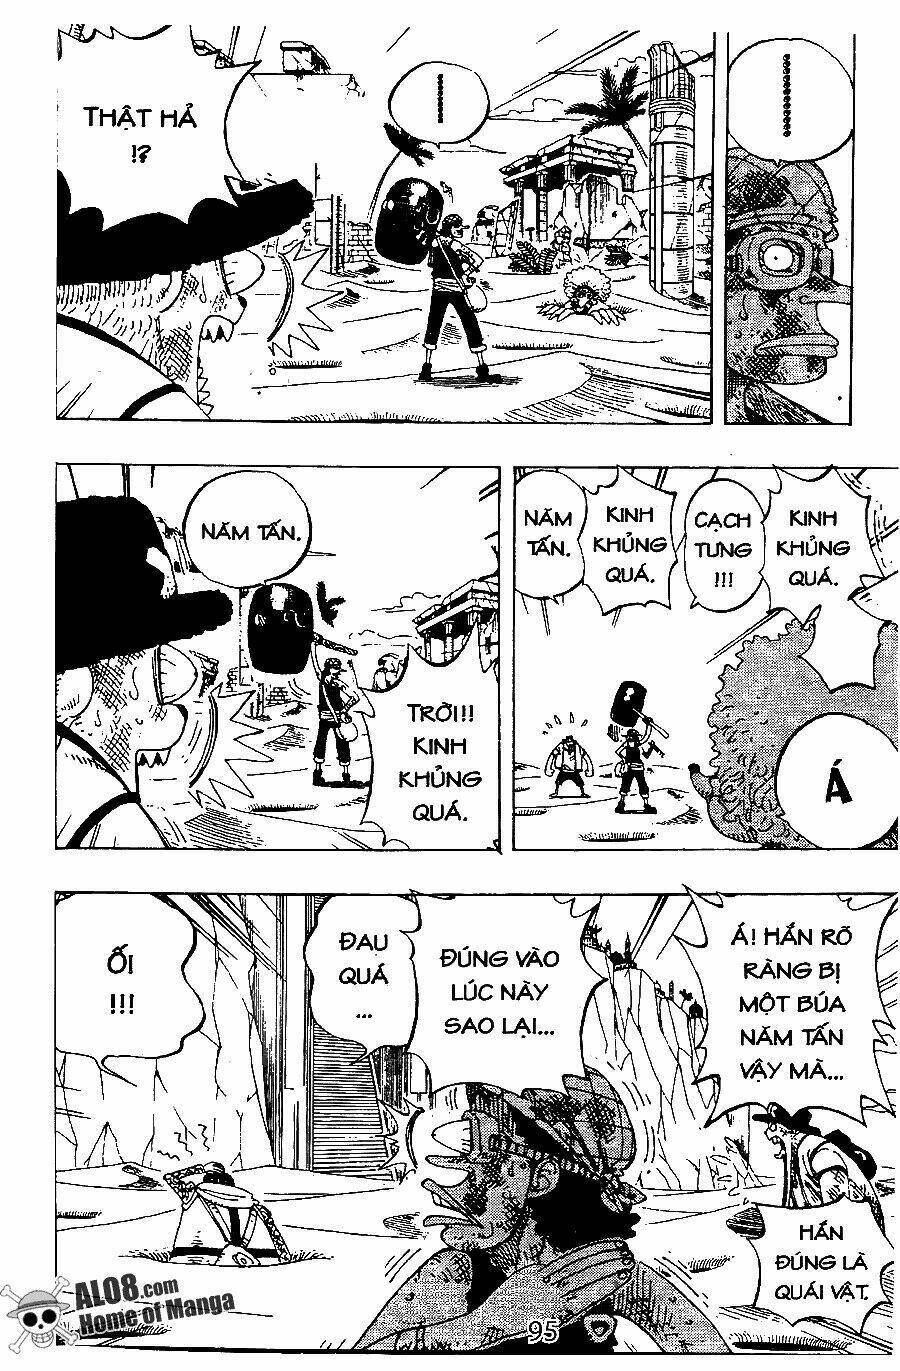 THẬT HẢ
!?
KINH
KHỦNG
QUÁ.
CẠCH
TƯNG
!!!
KINH
KHỦNG
QUÁ.
NĂM
TẤN.
Á
NĂM TẤN.
TRỜI!!!
KINH
KHỦNG
QUÁ.
Á! HẮN RÕ
RÀNG BỊ
MỘT BÚA
NĂM TẤN
VẬY MÀ...
HẮN
ĐÚNG LÀ
QUÁI VẬT.
ĐÚNG VÀO
LÚC NÀY
SAO LẠI...
ĐAU
QUÁ
...
ỐI
!!!
AL08.com
Home of Manga
95